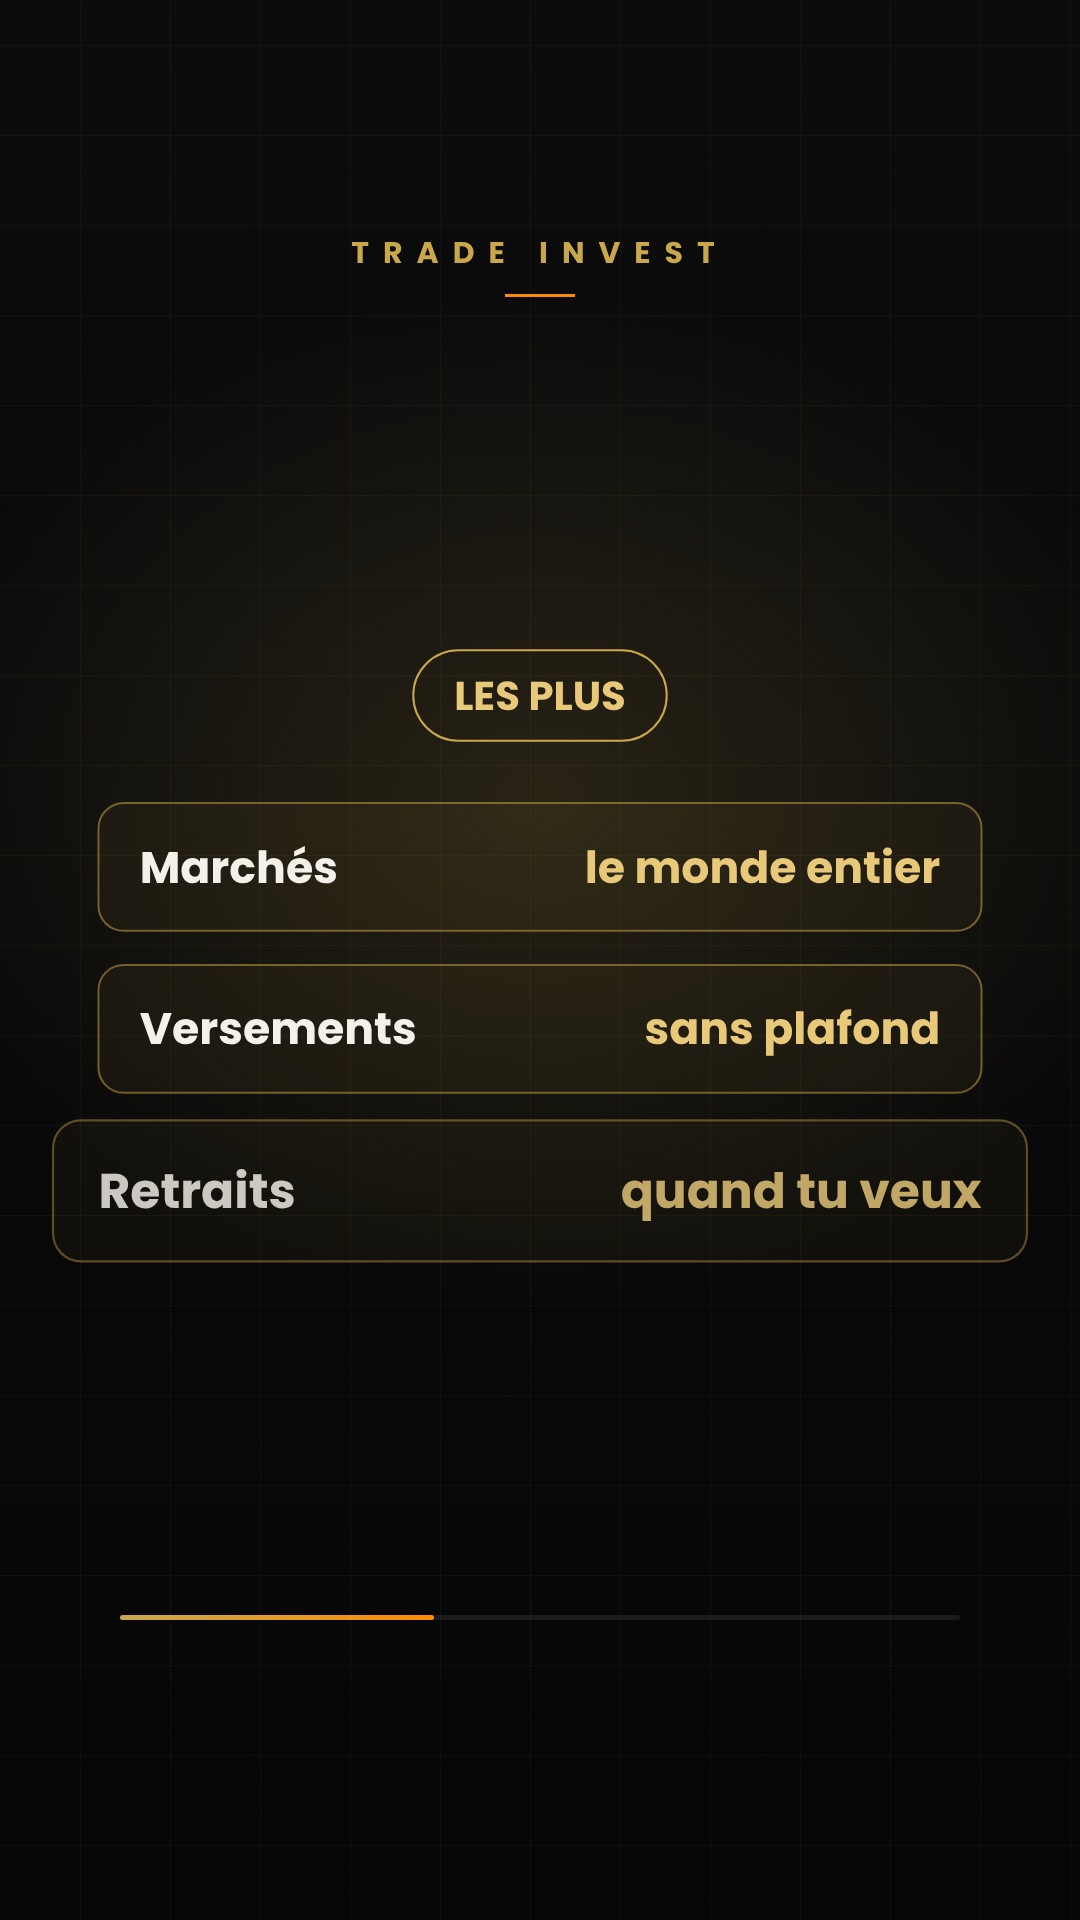 TRADE INVEST
LES PLUS
Marchés le monde entier
Versements sans plafond
Retraits quand tu veux